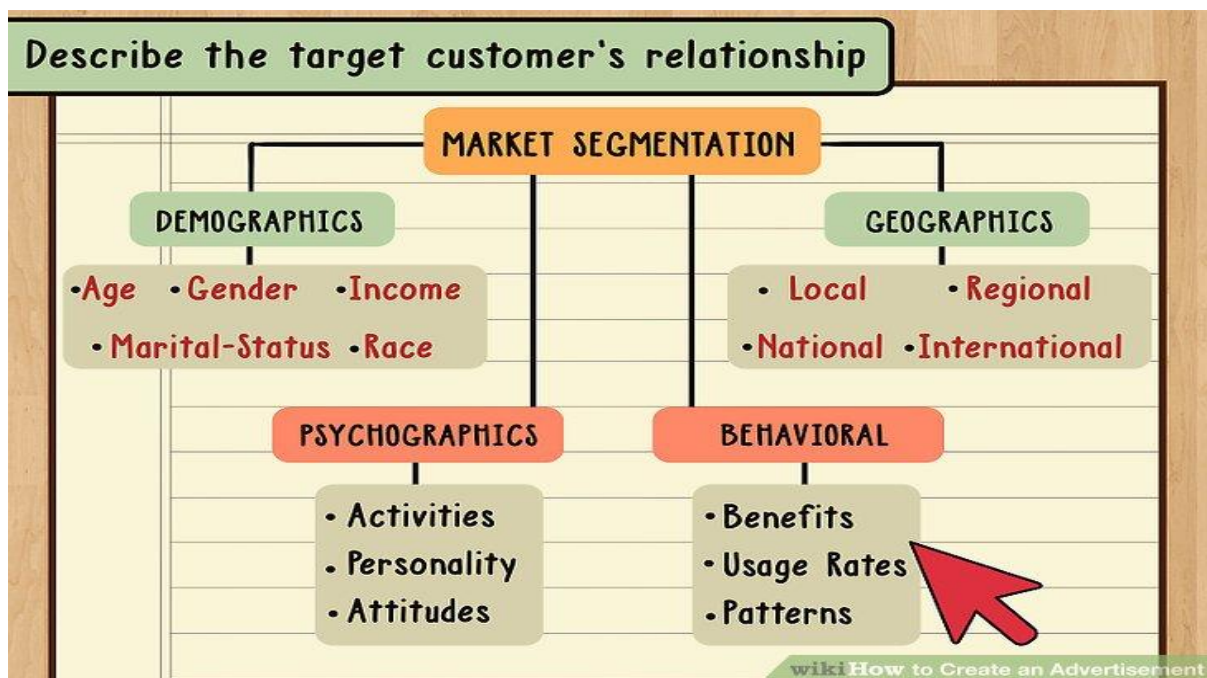 Describe the target customer's relationship
MARKET SEGMENTATION
DEMOGRAPHICS
•Age •Gender •Income
•Marital-Status •Race
GEOGRAPHICS
• Local • Regional
•National •International
PSYCHOGRAPHICS
• Activities
• Personality
• Attitudes
BEHAVIORAL
• Benefits
• Usage Rates
• Patterns
wikiHow to Create an Advertisement